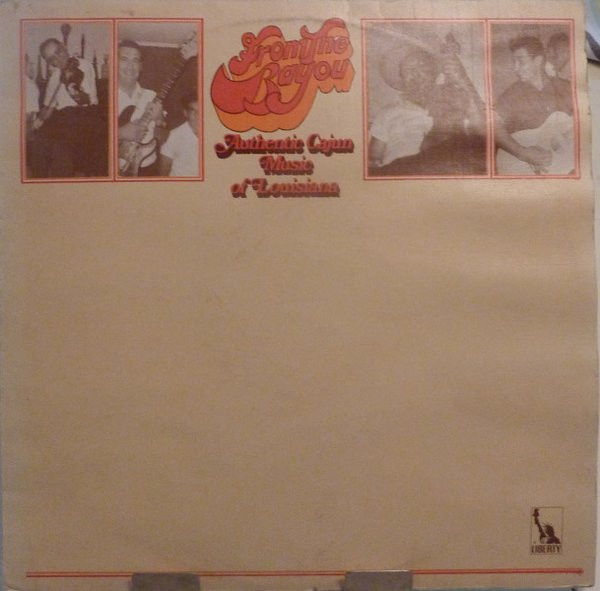 From The
Bayou
Authentic Cajun
Music
of Louisiana
LIBERTY